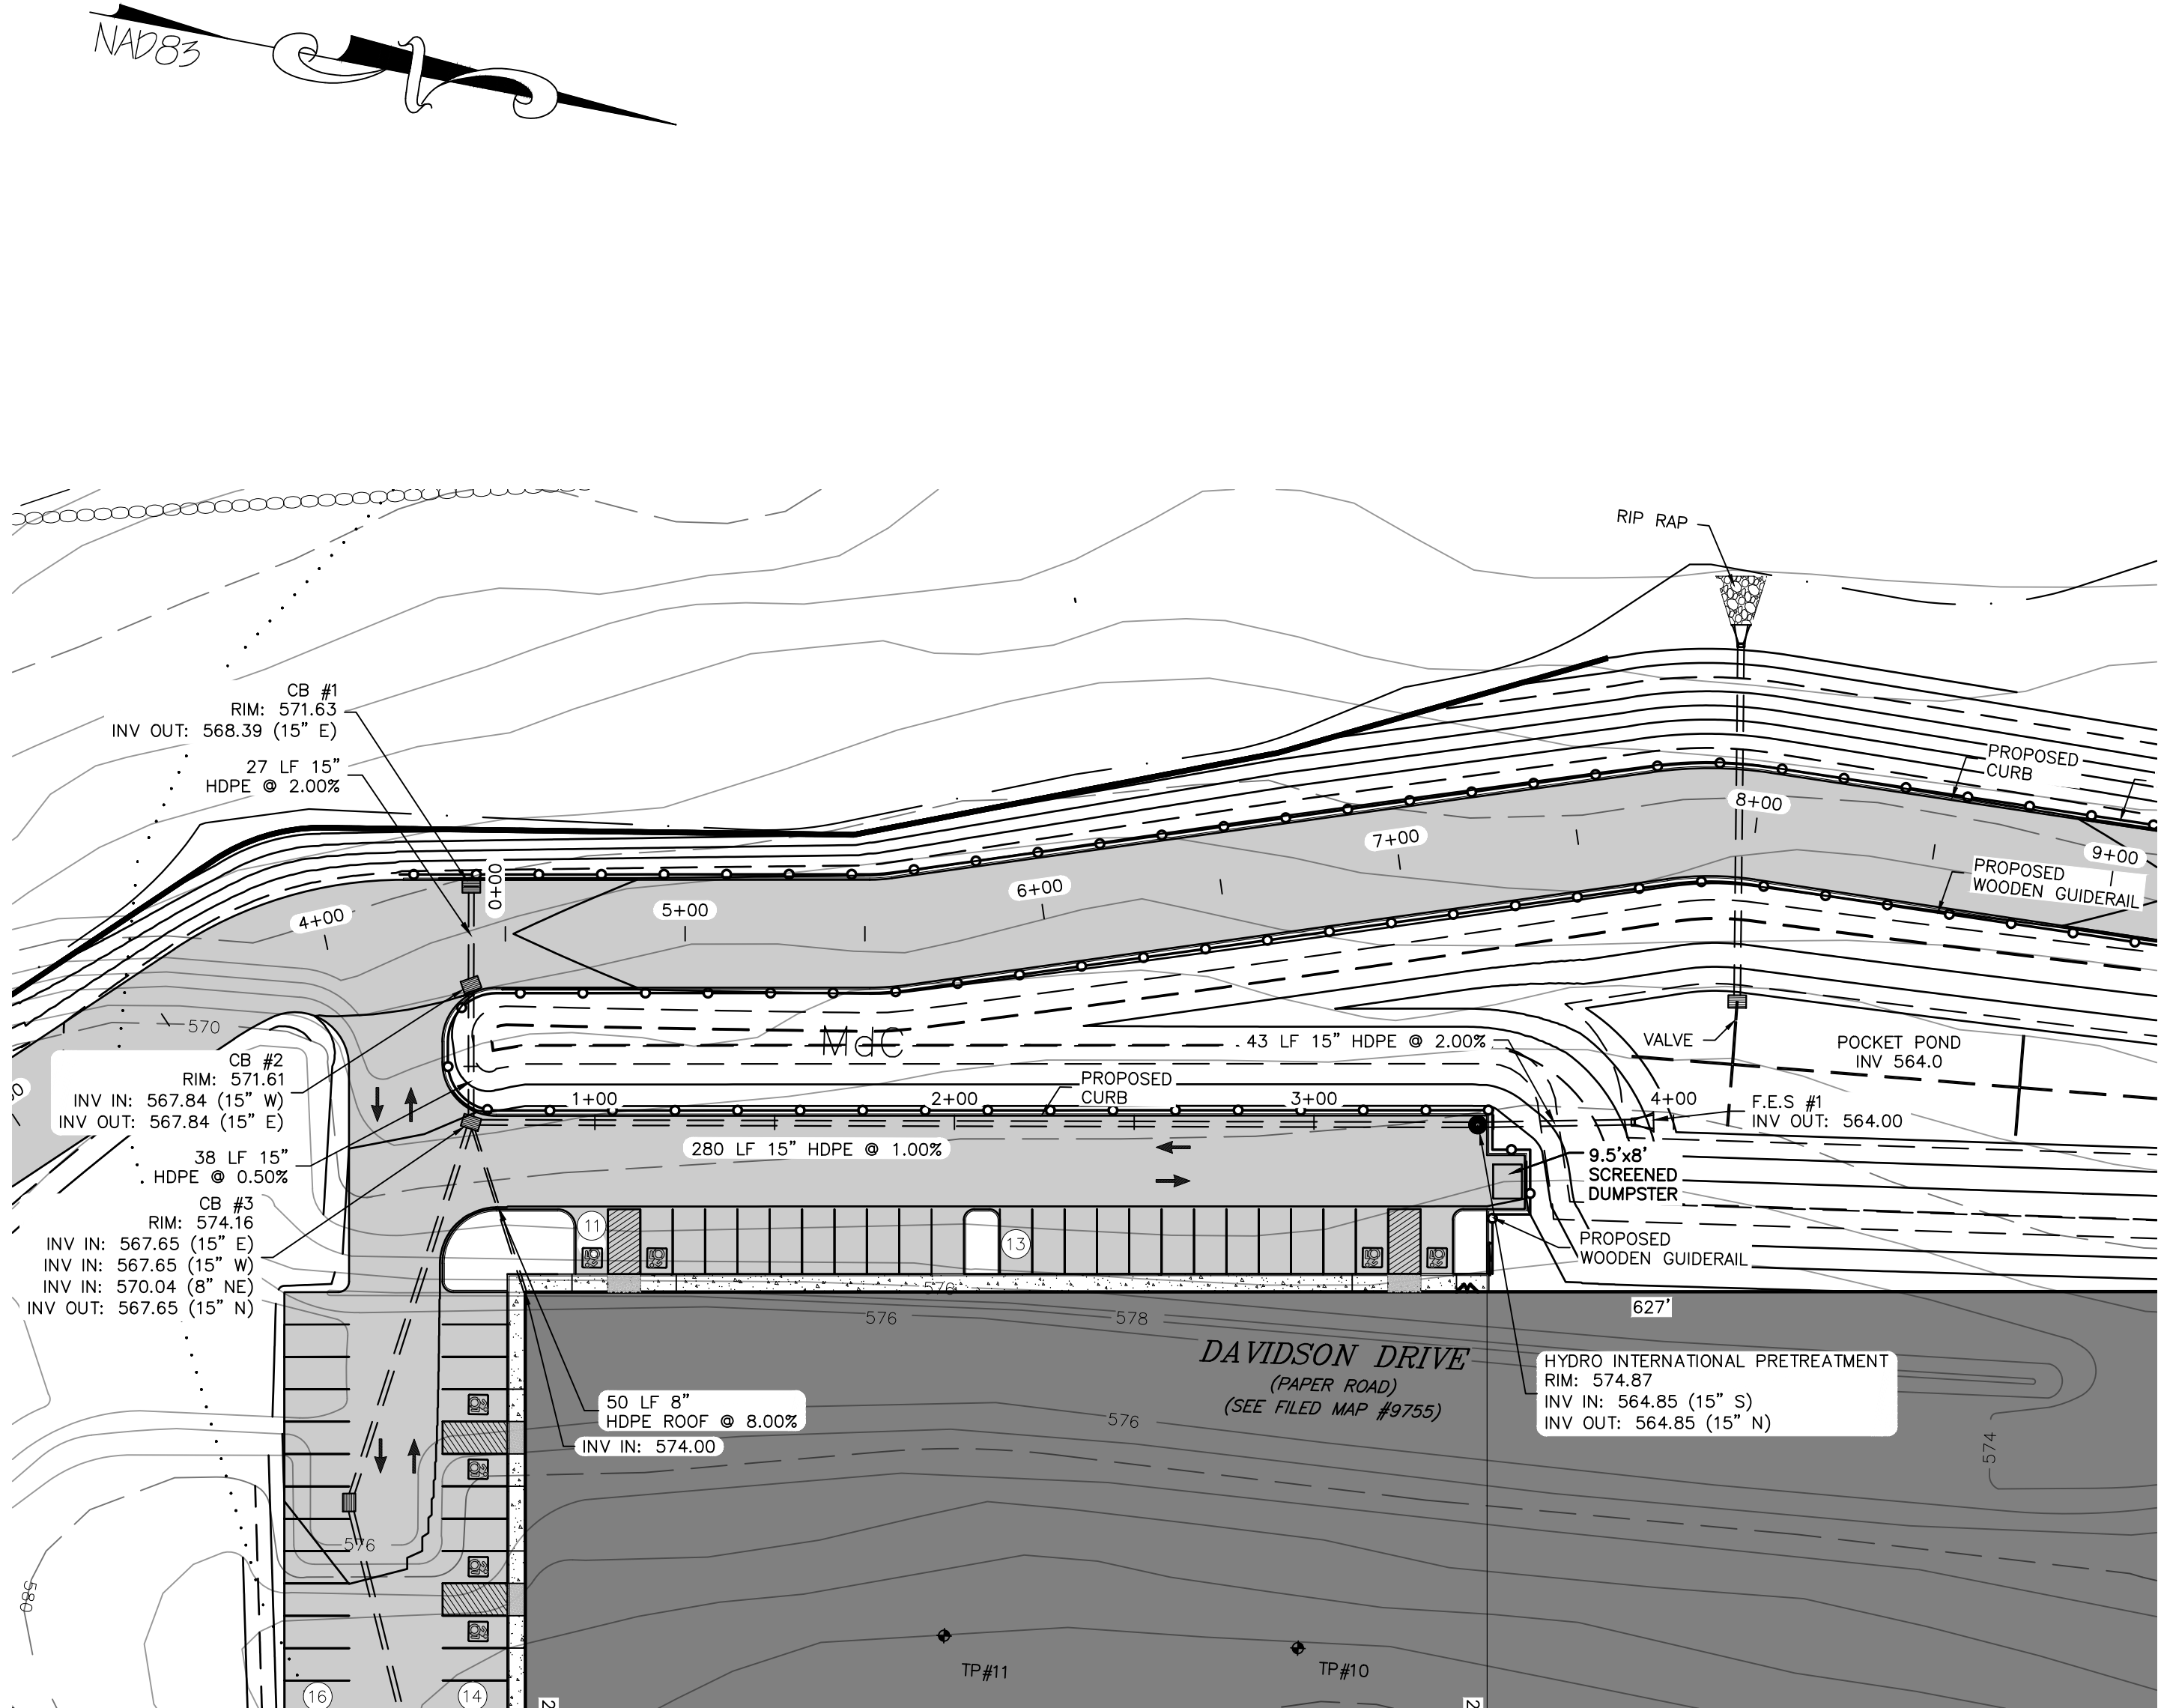 NAD83
RIP RAP
CB #1
RIM: 571.63
INV OUT: 568.39 (15” E)
27 LF 15”
HDPE @ 2.00%
PROPOSED
CURB
8+00
7+00
9+00
PROPOSED
WOODEN GUIDERAIL
0+00
6+00
5+00
4+00
570
MdC
43 LF 15” HDPE @ 2.00%
VALVE
POCKET POND
INV 564.0
CB #2
RIM: 571.61
INV IN: 567.84 (15” W)
INV OUT: 567.84 (15” E)
PROPOSED
CURB
1+00
2+00
3+00
4+00
F.E.S #1
INV OUT: 564.00
280 LF 15” HDPE @ 1.00%
38 LF 15”
HDPE @ 0.50%
9.5'x8'
SCREENED
DUMPSTER
CB #3
RIM: 574.16
INV IN: 567.65 (15” E)
INV IN: 567.65 (15” W)
INV IN: 570.04 (8” NE)
INV OUT: 567.65 (15” N)
11
13
PROPOSED
WOODEN GUIDERAIL
576
576
578
627'
DAVIDSON DRIVE
(PAPER ROAD)
(SEE FILED MAP #9755)
HYDRO INTERNATIONAL PRETREATMENT
RIM: 574.87
INV IN: 564.85 (15” S)
INV OUT: 564.85 (15” N)
50 LF 8”
HDPE ROOF @ 8.00%
INV IN: 574.00
576
574
576
580
TP#11
TP#10
16
14
2
2